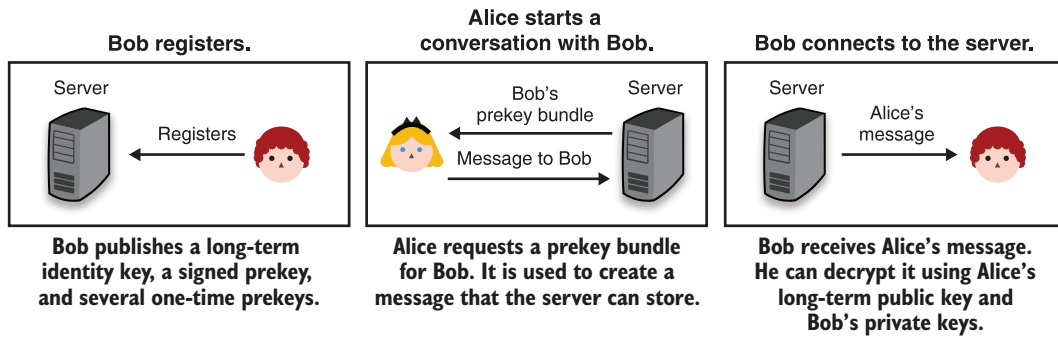 Bob registers.
Server
Registers
Bob publishes a long-term
identity key, a signed prekey,
and several one-time prekeys.
Alice starts a
conversation with Bob.
Server
Bob's
prekey bundle
Message to Bob
Alice requests a prekey bundle
for Bob. It is used to create a
message that the server can store.
Bob connects to the server.
Server
Alice's
message
Bob receives Alice's message.
He can decrypt it using Alice's
long-term public key and
Bob's private keys.